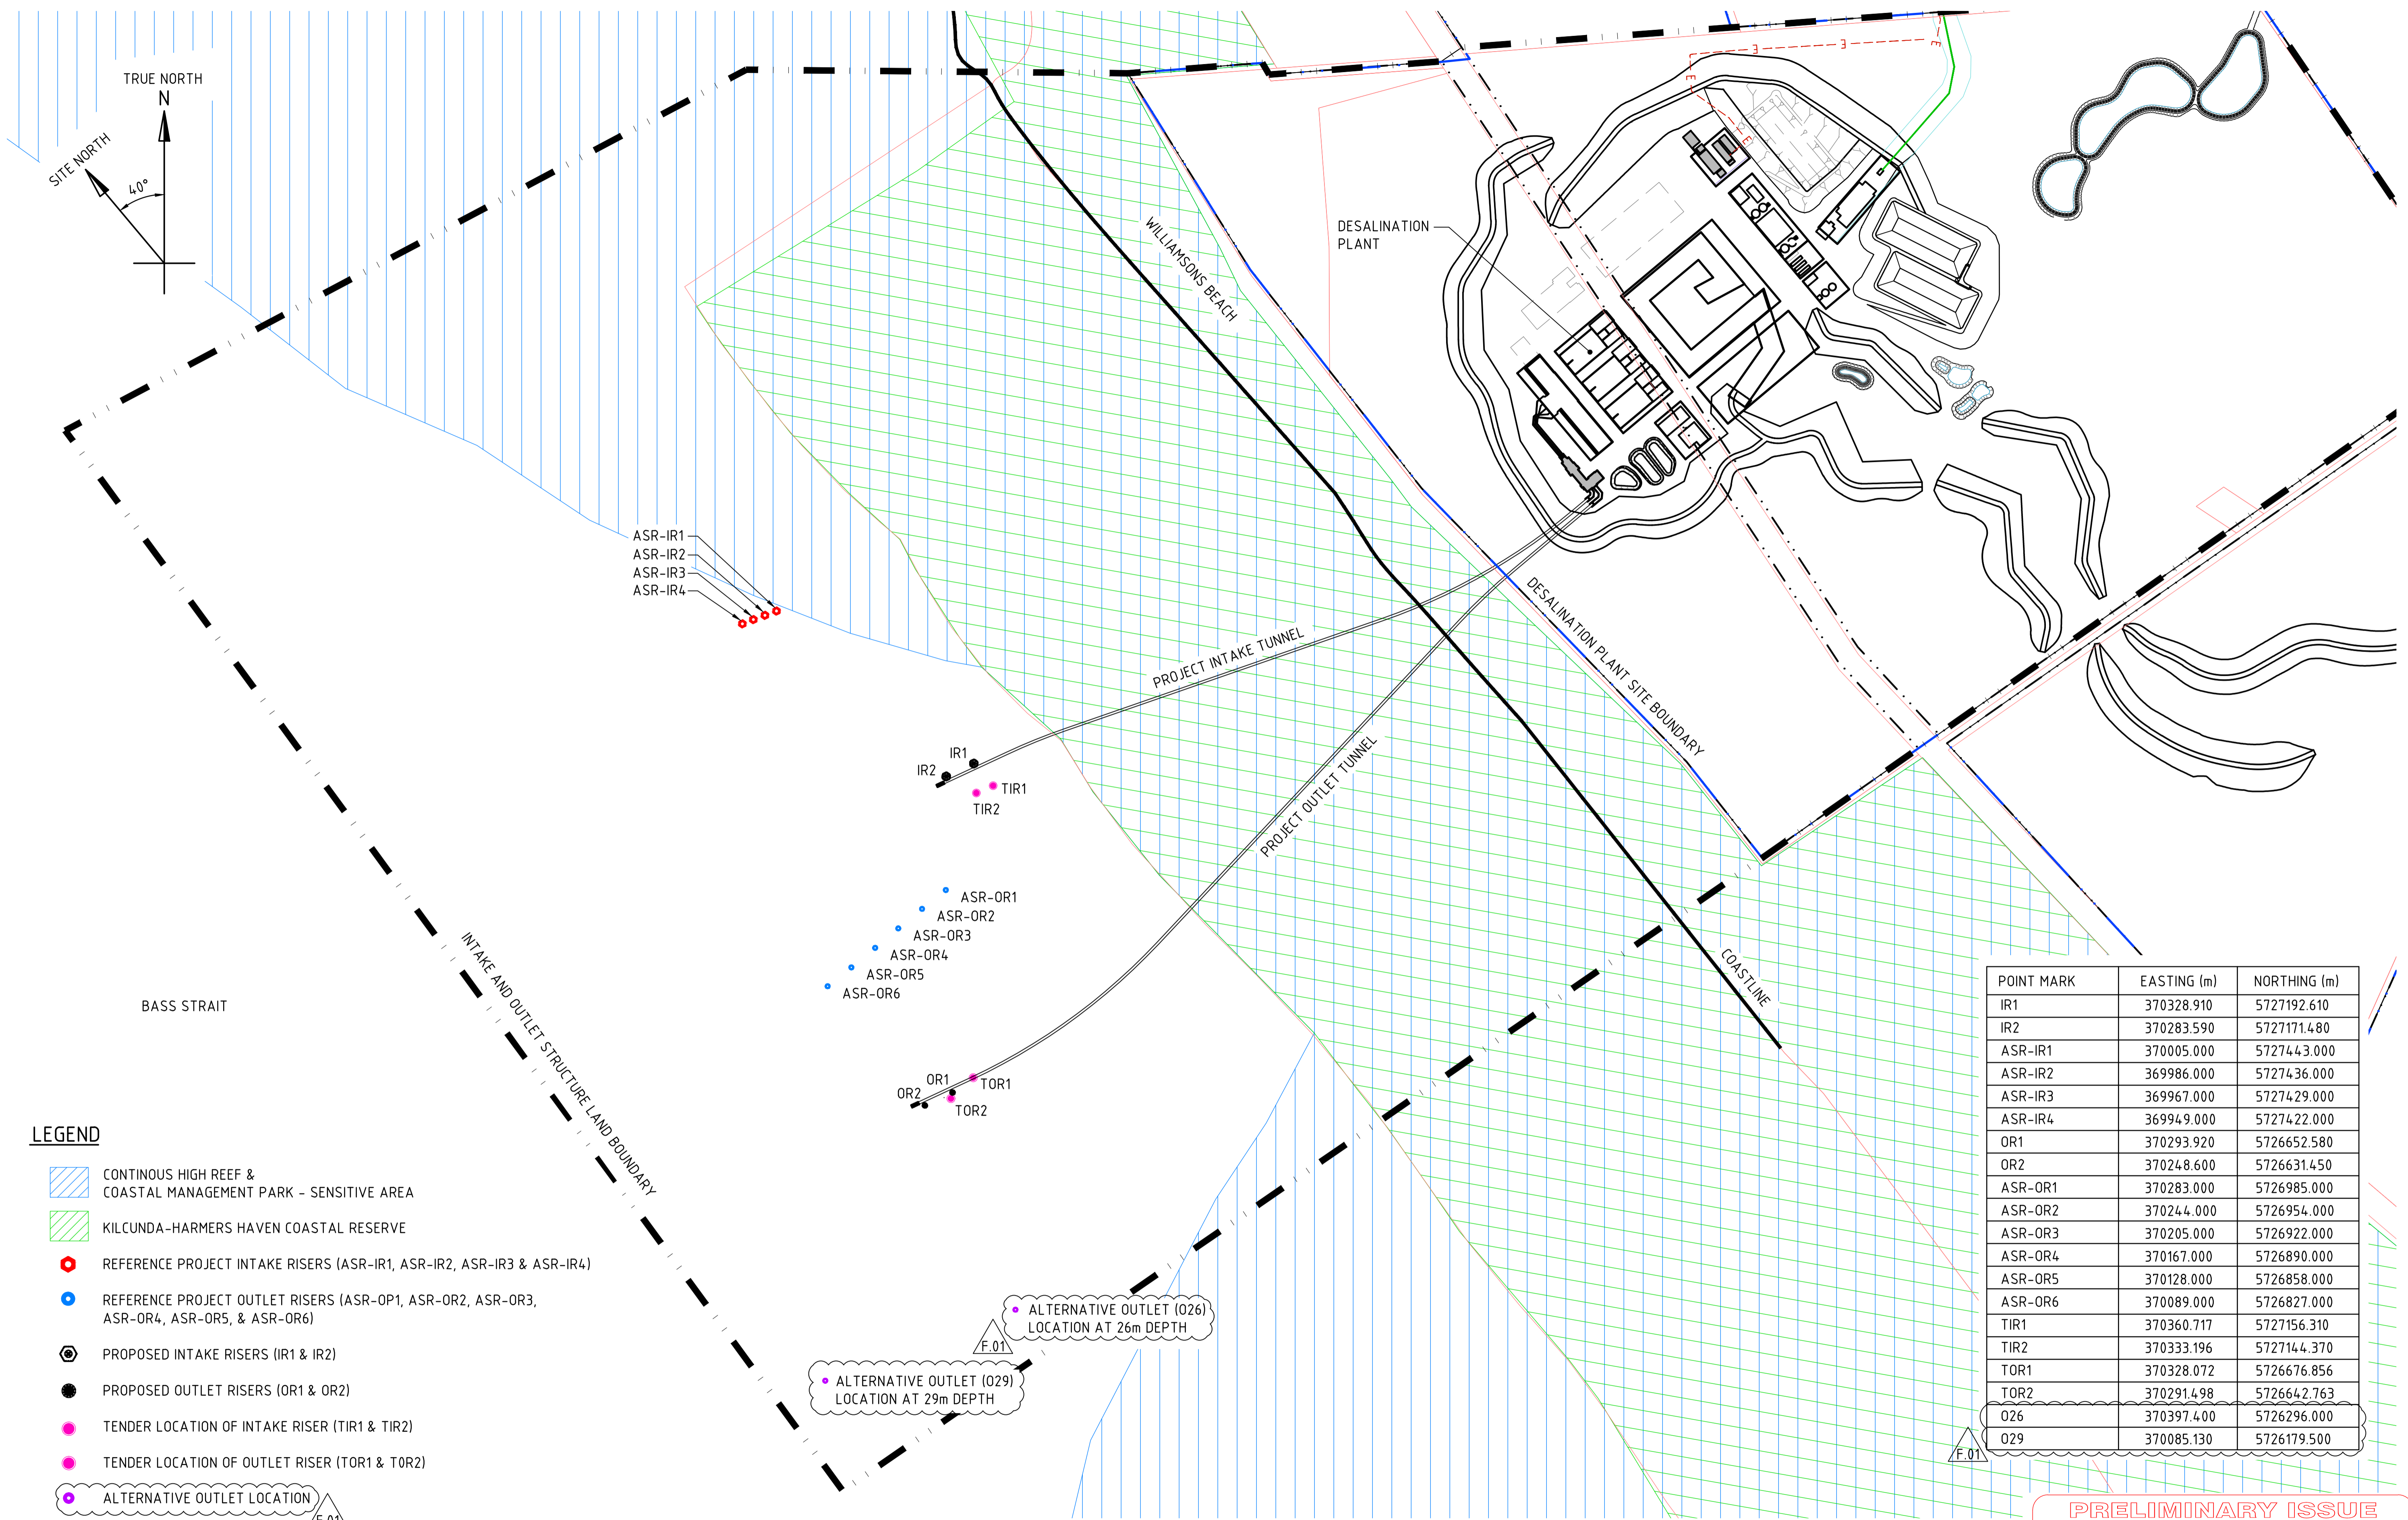 TRUE NORTH
N
SITE NORTH
40°
WILLIAMSONS BEACH
DESALINATION
PLANT
E
E
E
E
E
E
ASR-IR1
ASR-IR2
ASR-IR3
ASR-IR4
PROJECT INTAKE TUNNEL
DESALINATION PLANT SITE BOUNDARY
PROJECT OUTLET TUNNEL
IR1
IR2
TIR1
TIR2
ASR-OR1
ASR-OR2
ASR-OR3
ASR-OR4
ASR-OR5
ASR-OR6
COASTLINE
INTAKE AND OUTLET STRUCTURE LAND BOUNDARY
BASS STRAIT
OR1
OR2
TOR1
TOR2
ALTERNATIVE OUTLET (O26)
LOCATION AT 26m DEPTH
F.01
ALTERNATIVE OUTLET (O29)
LOCATION AT 29m DEPTH
LEGEND
CONTINOUS HIGH REEF &
COASTAL MANAGEMENT PARK - SENSITIVE AREA
KILCUNDA-HARMERS HAVEN COASTAL RESERVE
REFERENCE PROJECT INTAKE RISERS (ASR-IR1, ASR-IR2, ASR-IR3 & ASR-IR4)
REFERENCE PROJECT OUTLET RISERS (ASR-OP1, ASR-OR2, ASR-OR3,
ASR-OR4, ASR-OR5, & ASR-OR6)
PROPOSED INTAKE RISERS (IR1 & IR2)
PROPOSED OUTLET RISERS (OR1 & OR2)
TENDER LOCATION OF INTAKE RISER (TIR1 & TIR2)
TENDER LOCATION OF OUTLET RISER (TOR1 & TOR2)
ALTERNATIVE OUTLET LOCATION
F.01
POINT MARK EASTING (m) NORTHING (m)
IR1 370328.910 5727192.610
IR2 370283.590 5727171.480
ASR-IR1 370005.000 5727443.000
ASR-IR2 369986.000 5727436.000
ASR-IR3 369967.000 5727429.000
ASR-IR4 369949.000 5727422.000
OR1 370293.920 5726652.580
OR2 370248.600 5726631.450
ASR-OR1 370283.000 5726985.000
ASR-OR2 370244.000 5726954.000
ASR-OR3 370205.000 5726922.000
ASR-OR4 370167.000 5726890.000
ASR-OR5 370128.000 5726858.000
ASR-OR6 370089.000 5726827.000
TIR1 370360.717 5727156.310
TIR2 370333.196 5727144.370
TOR1 370328.072 5726676.856
TOR2 370291.498 5726642.763
O26 370397.400 5726296.000
O29 370085.130 5726179.500
F.01
PRELIMINARY ISSUE